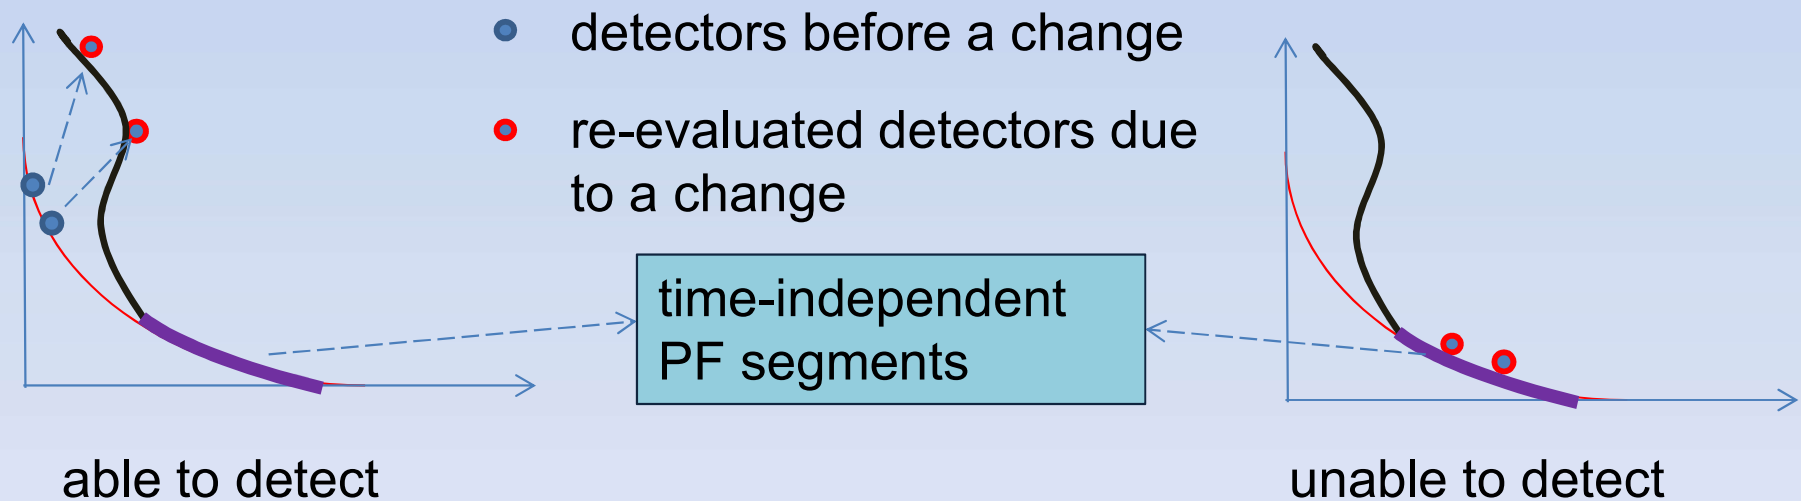 detectors before a change
re-evaluated detectors due
to a change
time-independent
PF segments
able to detect
unable to detect